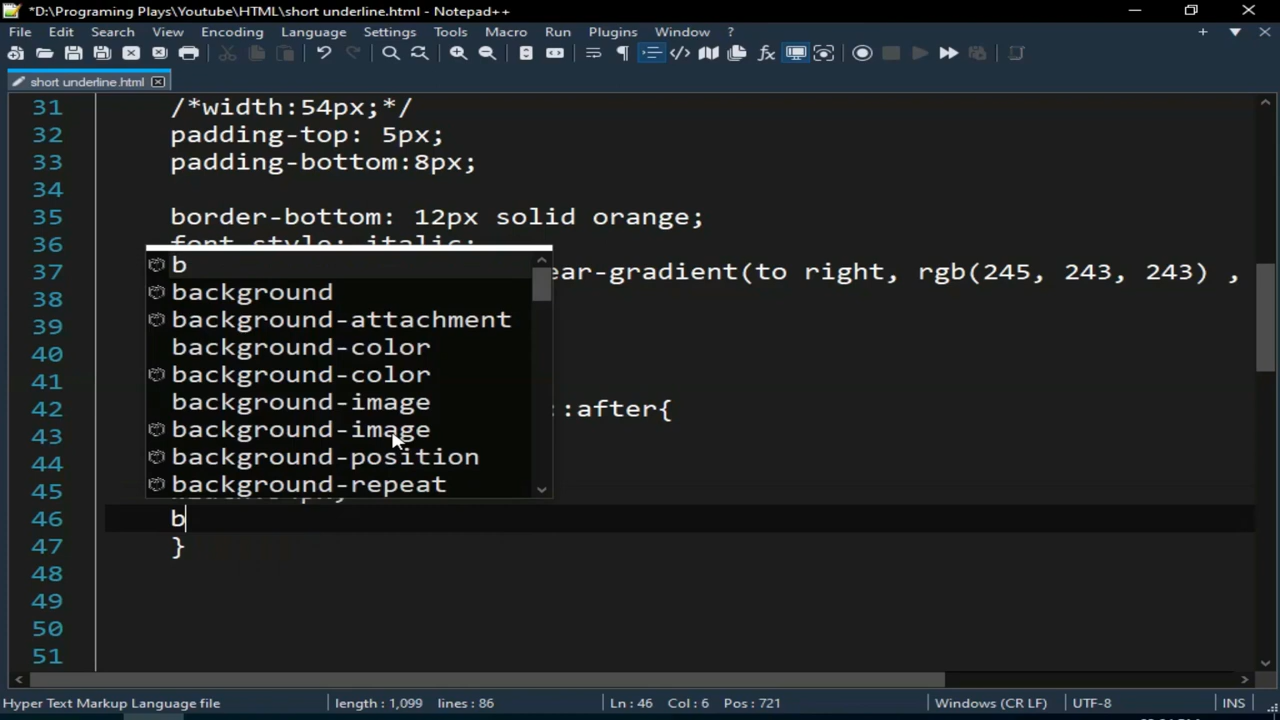 *D:\Programing Plays\Youtube\HTML\short underline.html - Notepad++
File Edit Search View Encoding Language Settings Tools Macro Run Plugins Window ?
short underline.html
31 /*width:54px;*/
32 padding-top: 5px;
33 padding-bottom:8px;
34
35 border-bottom: 12px solid orange;
36 font-style: italic;
b
37 ear-gradient(to right, rgb(245, 243, 243) ,
background
38
background-attachment
39
background-color
40
background-color
41
background-image
42 ::after{
background-image
43
background-position
44
background-repeat
45
46 b
47 }
48
49
50
51
Hyper Text Markup Language file length : 1,099 lines : 86 Ln : 46 Col : 6 Pos : 721 Windows (CR LF) UTF-8 INS